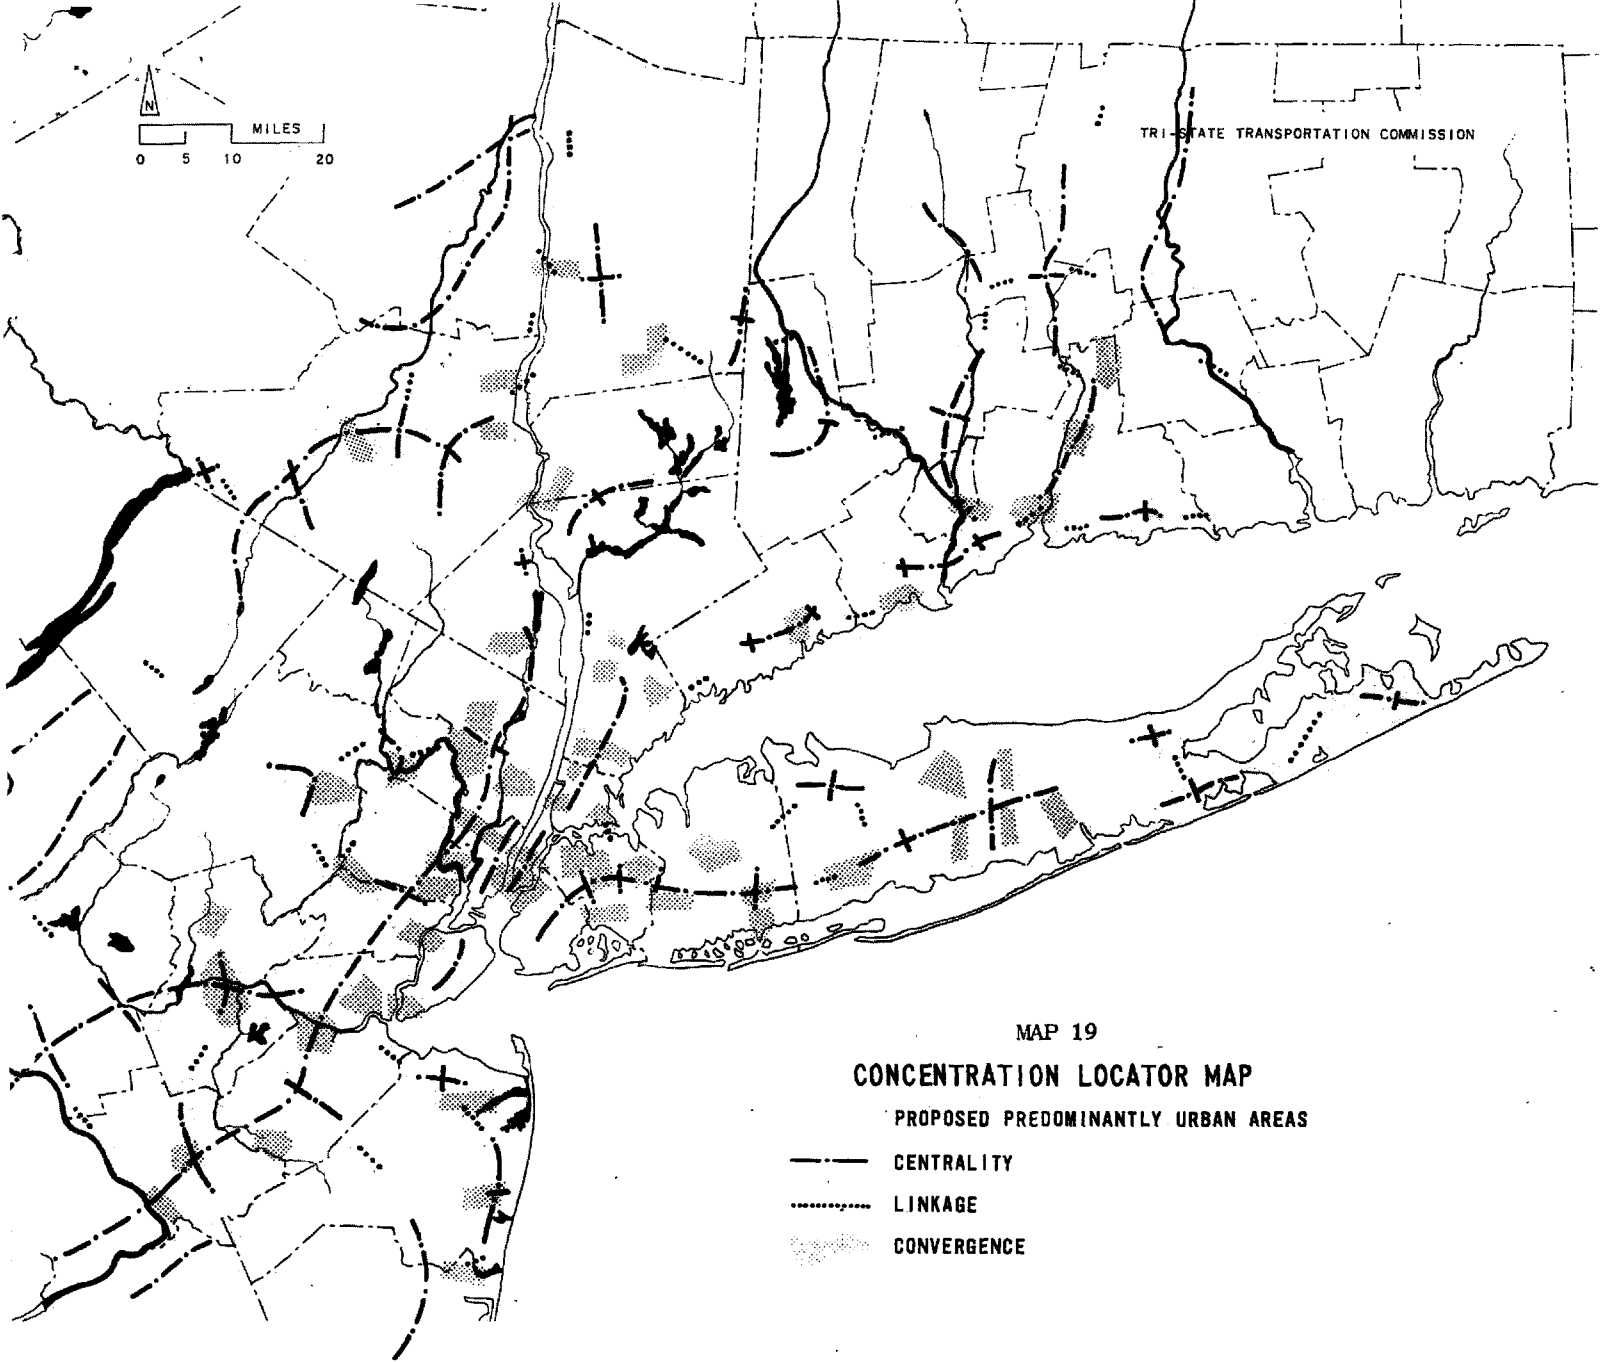 N
MILES
0 5 10 20
TRI-STATE TRANSPORTATION COMMISSION
MAP 19
CONCENTRATION LOCATOR MAP
PROPOSED PREDOMINANTLY URBAN AREAS
CENTRALITY
LINKAGE
CONVERGENCE